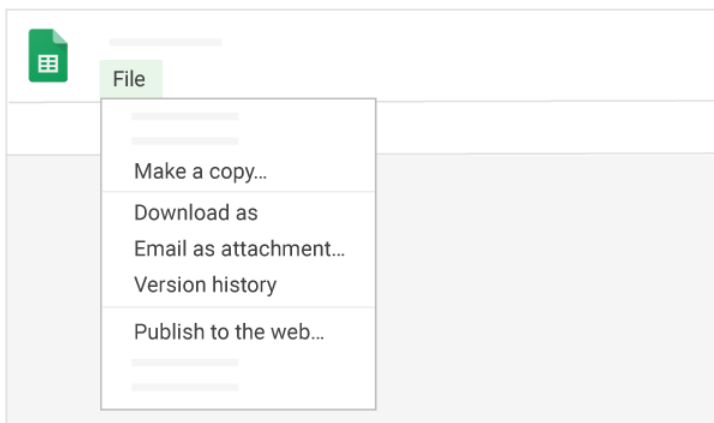 File
Make a copy...
Download as
Email as attachment...
Version history
Publish to the web...